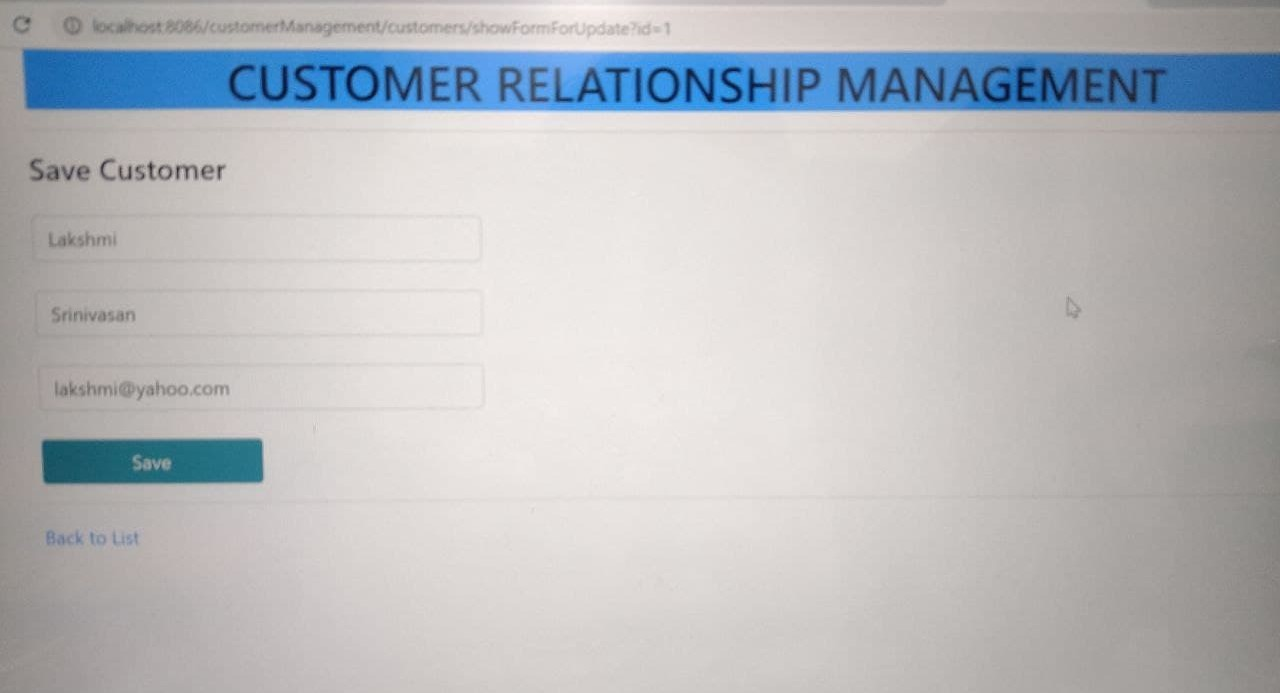 localhost:8086/customerManagement/customers/showFormForUpdate?id=1
CUSTOMER RELATIONSHIP MANAGEMENT
Save Customer
Lakshmi
Srinivasan
lakshmi@yahoo.com
Save
Back to List